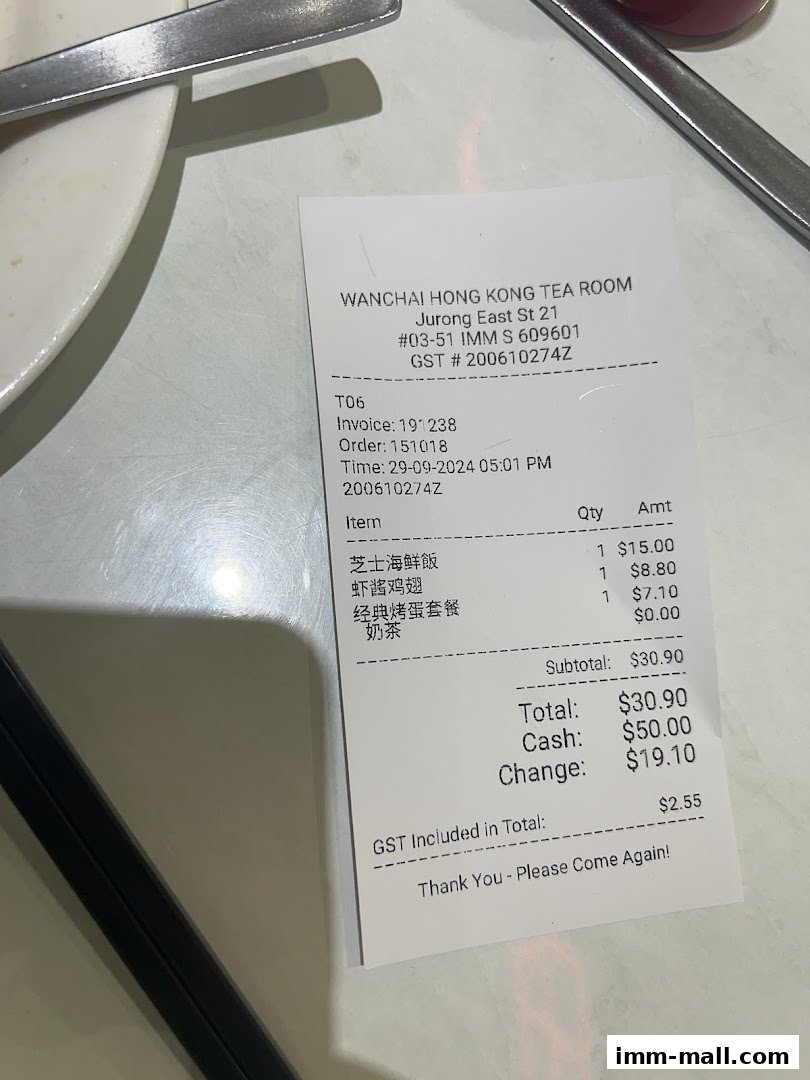 WANCHAI HONG KONG TEA ROOM
Jurong East St 21
#03-51 IMM S 609601
GST # 200610274Z
T06
Invoice: 191238
Order: 151018
Time: 29-09-2024 05:01 PM
200610274Z
Item Qty Amt
芝士海鲜飯 1 $15.00
虾酱鸡翅 1 $8.80
经典烤蛋套餐 1 $7.10
奶茶 $0.00
Subtotal: $30.90
Total: $30.90
Cash: $50.00
Change: $19.10
GST Included in Total: $2.55
Thank You - Please Come Again!
imm-mall.com